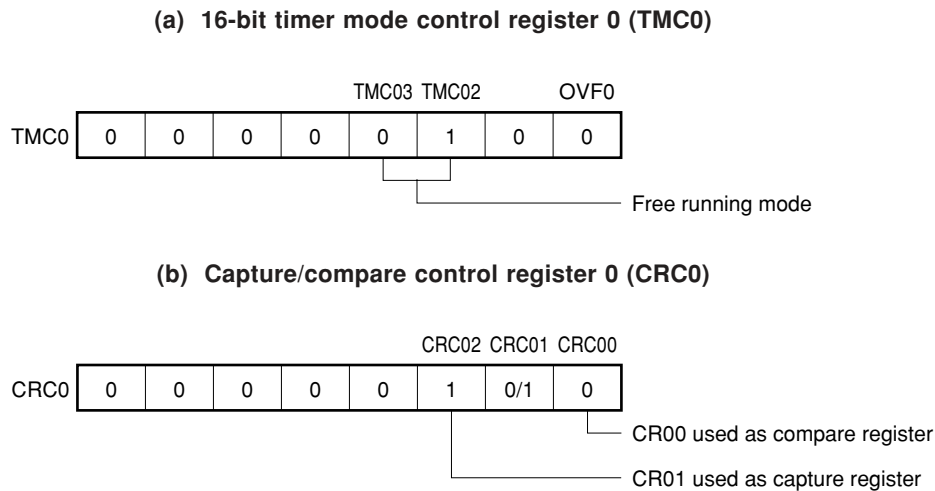 (a) 16-bit timer mode control register 0 (TMC0)
TMC03 TMC02 OVF0
TMC0 0 0 0 0 0 1 0 0
Free running mode
(b) Capture/compare control register 0 (CRC0)
CRC02 CRC01 CRC00
CRC0 0 0 0 0 0 1 0/1 0
CR00 used as compare register
CR01 used as capture register